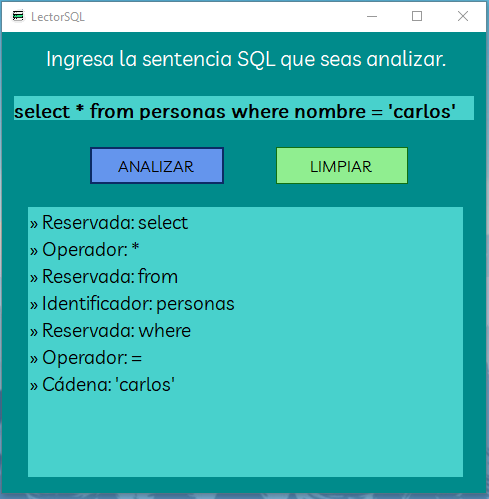 LectorSQL
Ingresa la sentencia SQL que seas analizar.
select * from personas where nombre = 'carlos'
ANALIZAR
LIMPIAR
» Reservada: select
» Operador: *
» Reservada: from
» Identificador: personas
» Reservada: where
» Operador: =
» Cádena: 'carlos'